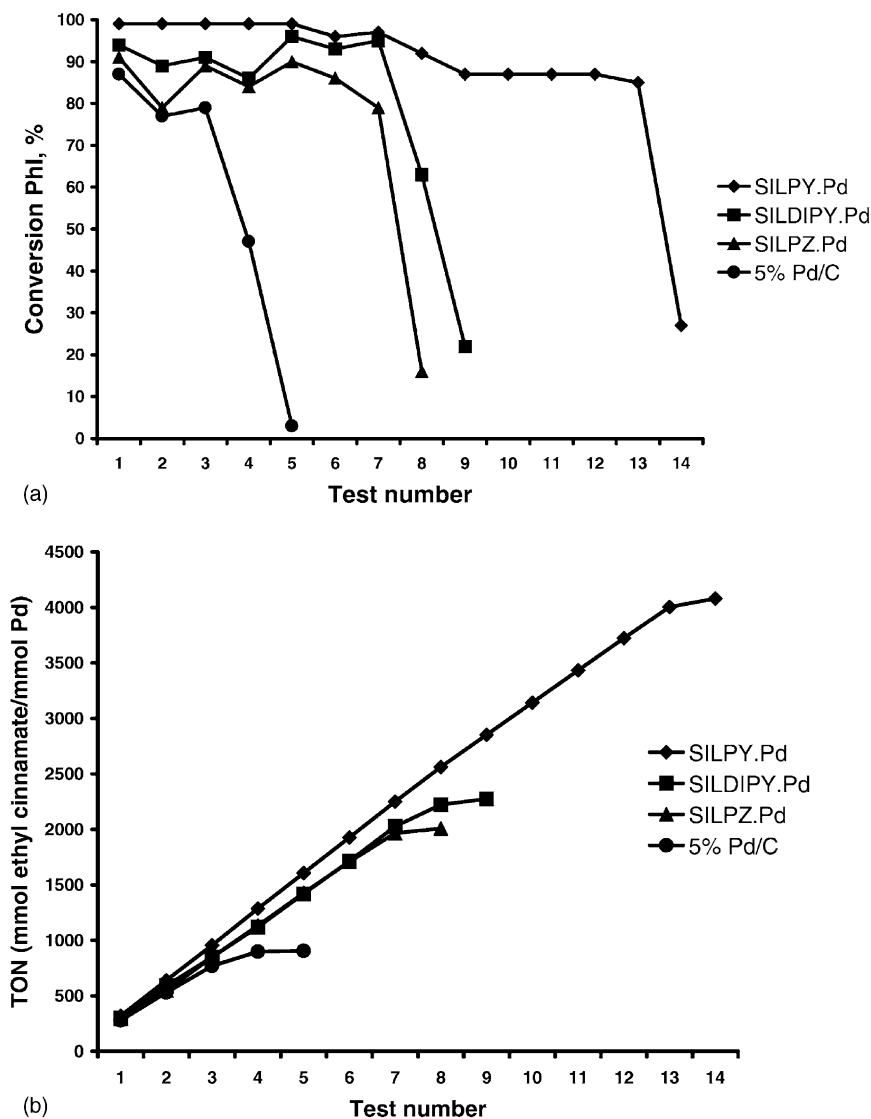 Conversion PhI, %
100
90
80
70
60
50
40
30
20
10
0
1 2 3 4 5 6 7 8 9 10 11 12 13 14
Test number
SILPY.Pd
SILDIPY.Pd
SILPZ.Pd
5% Pd/C
(a)
TON (mmol ethyl cinnamate/mmol Pd)
4500
4000
3500
3000
2500
2000
1500
1000
500
0
1 2 3 4 5 6 7 8 9 10 11 12 13 14
Test number
SILPY.Pd
SILDIPY.Pd
SILPZ.Pd
5% Pd/C
(b)